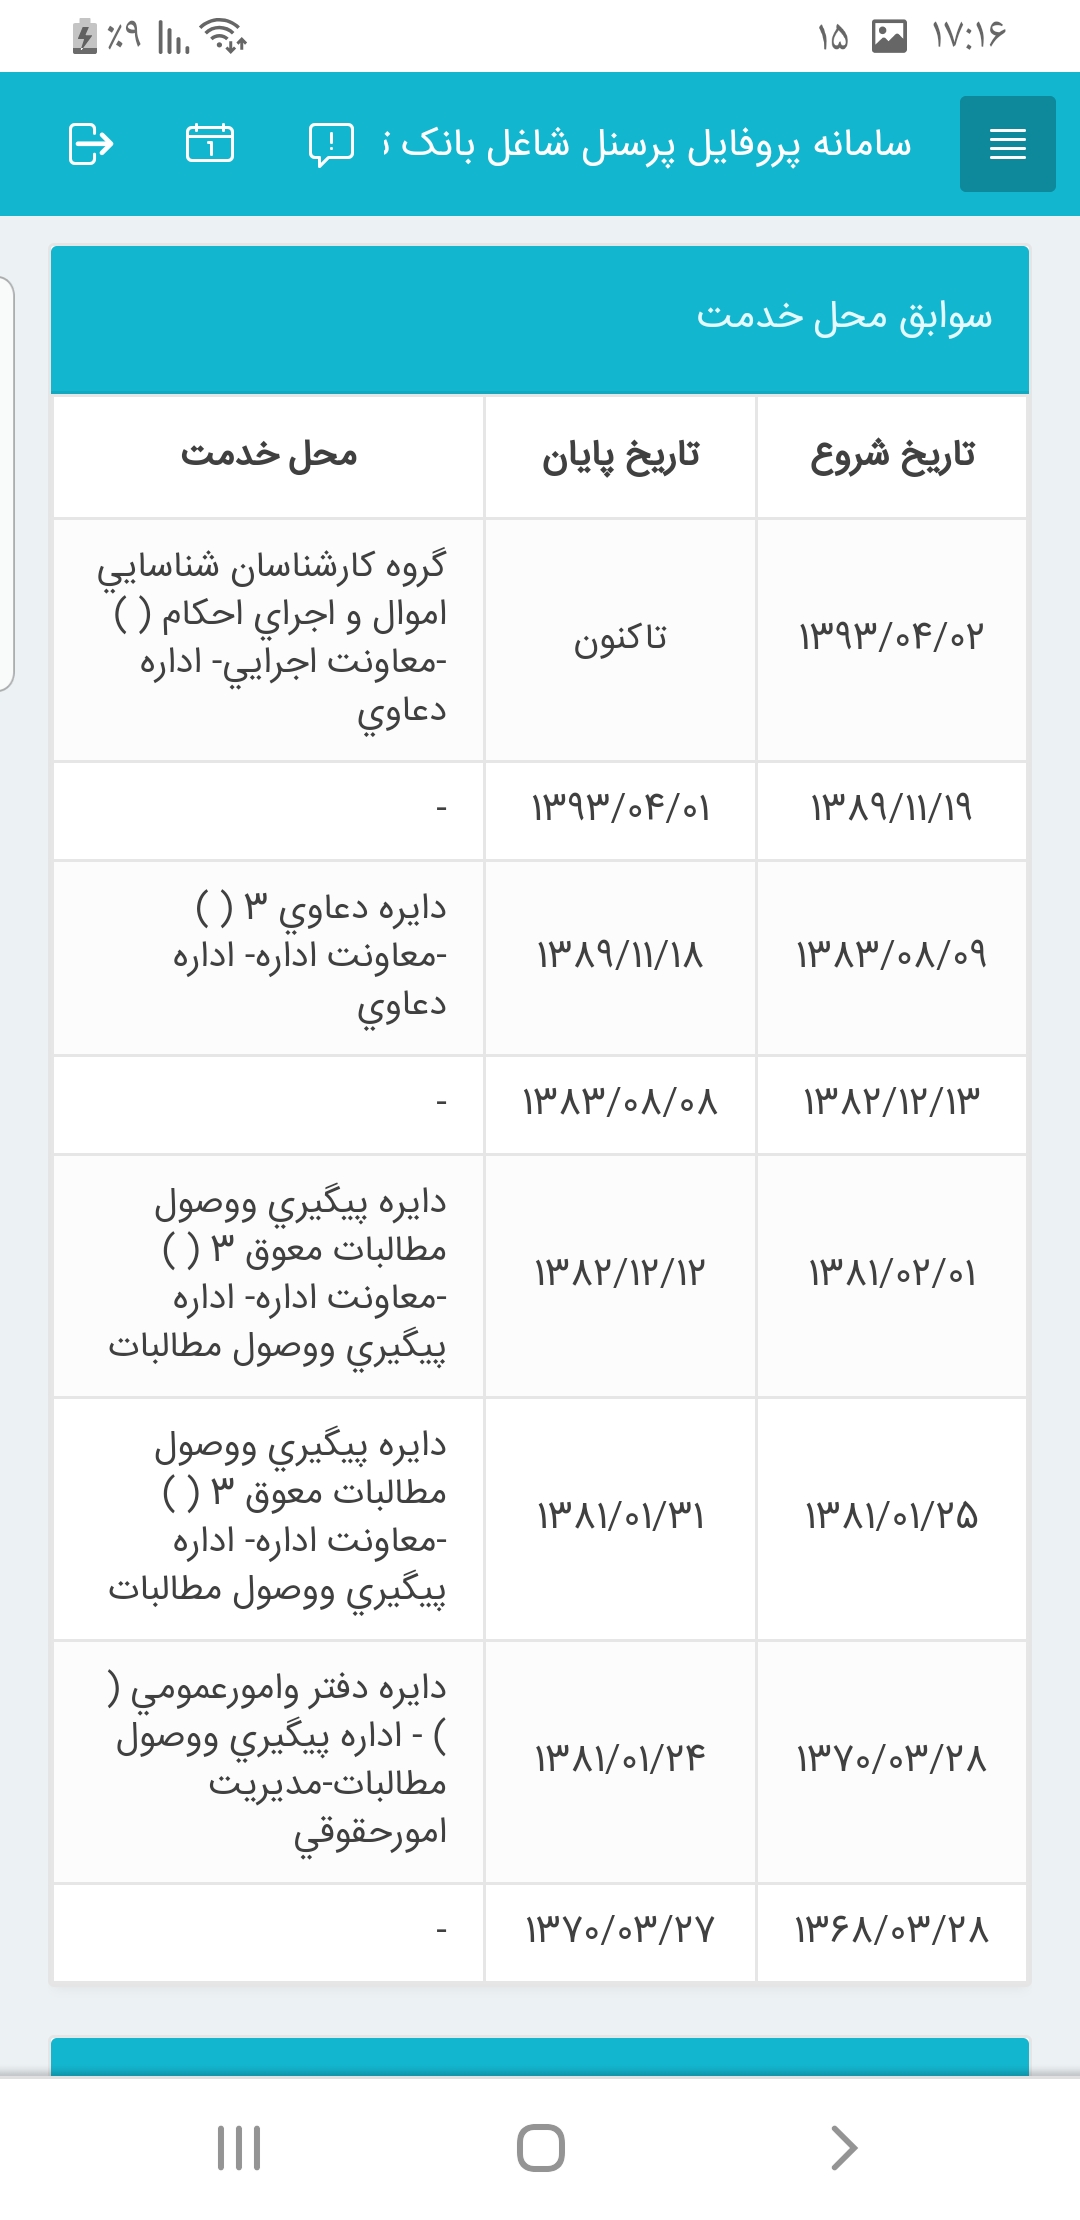 ۱۷:۱۶ ۱۵ ٪۹
سامانه پروفایل پرسنل شاغل بانک
سوابق محل خدمت
تاریخ شروع تاریخ پایان محل خدمت
گروه كارشناسان شناسايي
اموال و اجراي احكام ( )
۱۳۹۳/۰۴/۰۲ تاکنون
-معاونت اجرايي- اداره
دعاوي
۱۳۸۹/۱۱/۱۹ ۱۳۹۳/۰۴/۰۱ -
دايره دعاوي ۳ ( )
۱۳۸۳/۰۸/۰۹ ۱۳۸۹/۱۱/۱۸ -معاونت اداره- اداره
دعاوي
۱۳۸۲/۱۲/۱۳ ۱۳۸۳/۰۸/۰۸ -
دايره پيگيري ووصول
مطالبات معوق ۳ ( )
۱۳۸۱/۰۲/۰۱ ۱۳۸۲/۱۲/۱۲
-معاونت اداره- اداره
پيگيري ووصول مطالبات
دايره پيگيري ووصول
مطالبات معوق ۳ ( )
۱۳۸۱/۰۱/۲۵ ۱۳۸۱/۰۱/۳۱
-معاونت اداره- اداره
پيگيري ووصول مطالبات
دايره دفتر وامورعمومي (
) - اداره پيگيري ووصول
۱۳۷۰/۰۳/۲۸ ۱۳۸۱/۰۱/۲۴
مطالبات-مديريت
امورحقوقي
۱۳۶۸/۰۳/۲۸ ۱۳۷۰/۰۳/۲۷ -